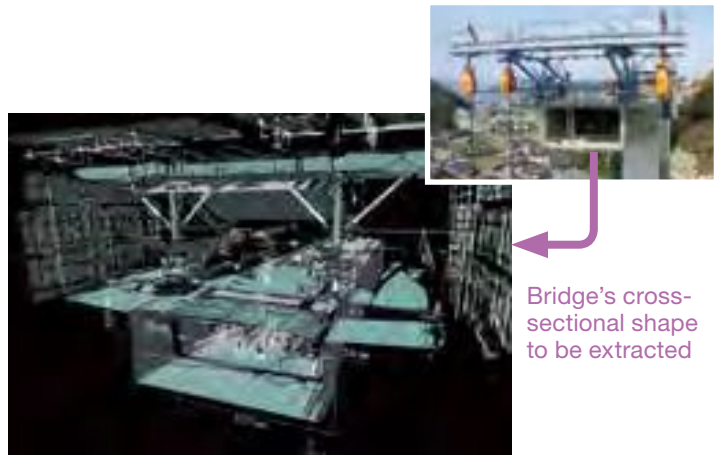 Bridge’s cross-
sectional shape
to be extracted